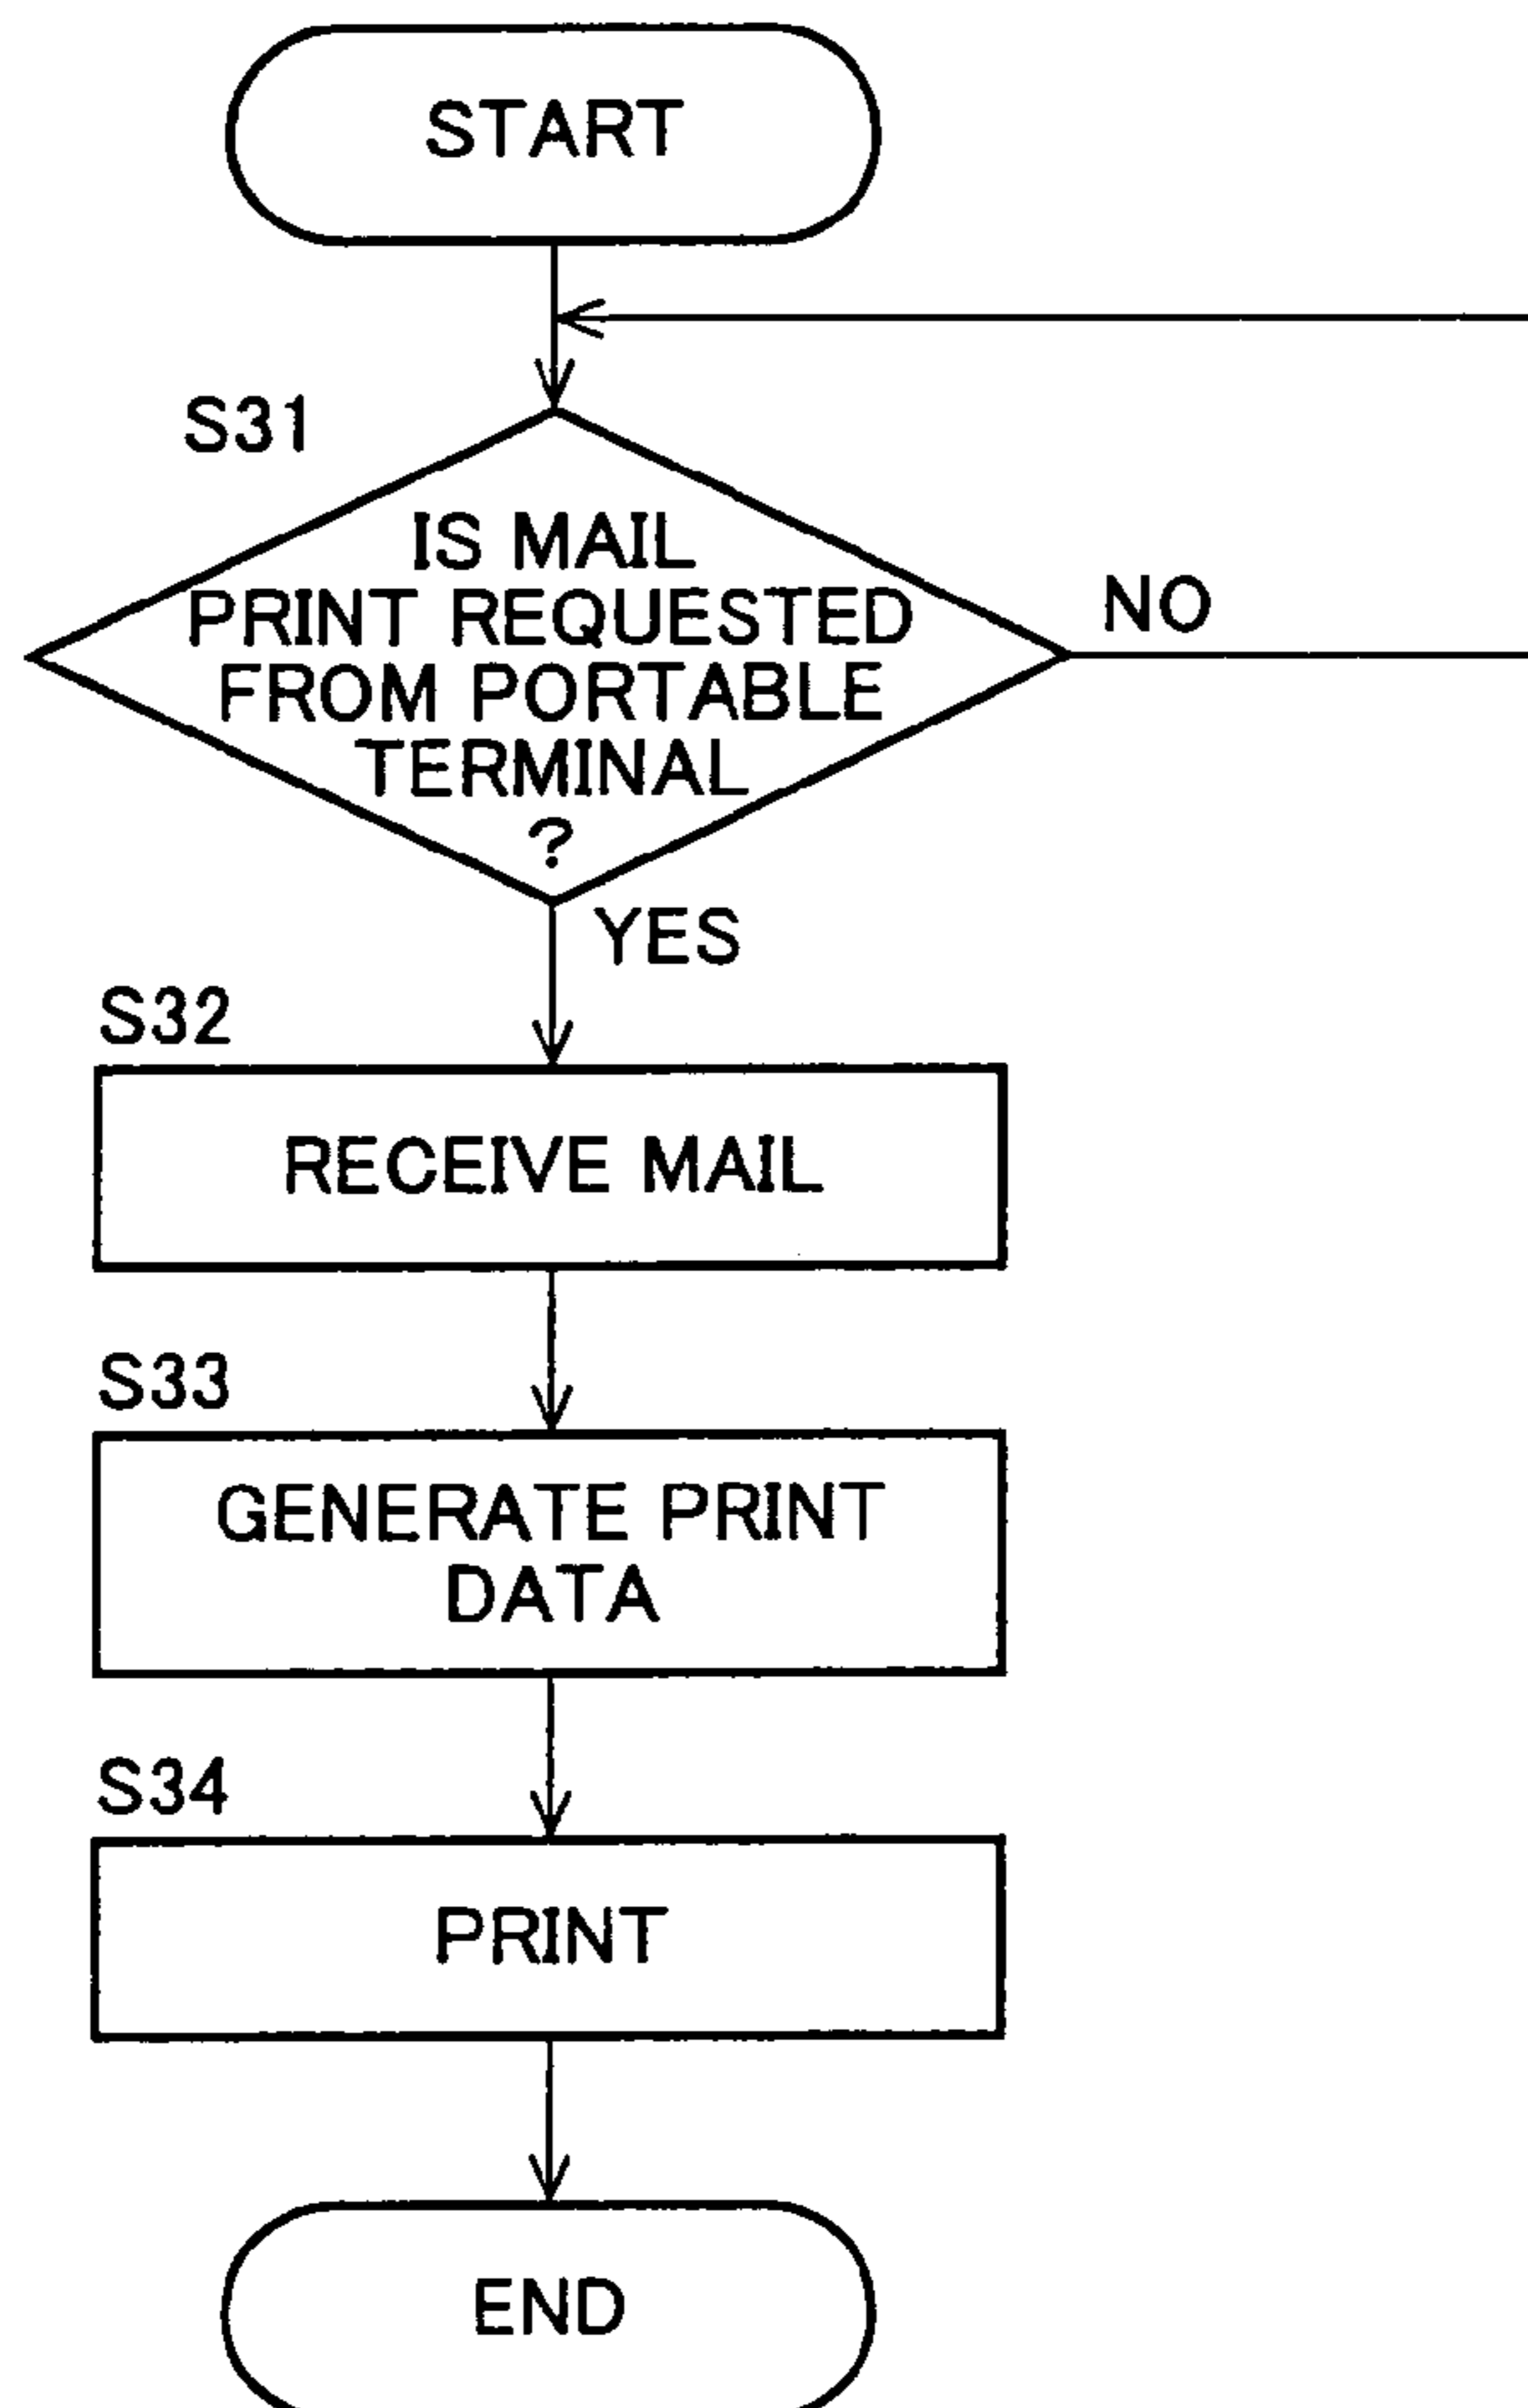 START
S31
IS MAIL
PRINT REQUESTED
FROM PORTABLE
TERMINAL
?
NO
YES
S32
RECEIVE MAIL
S33
GENERATE PRINT
DATA
S34
PRINT
END